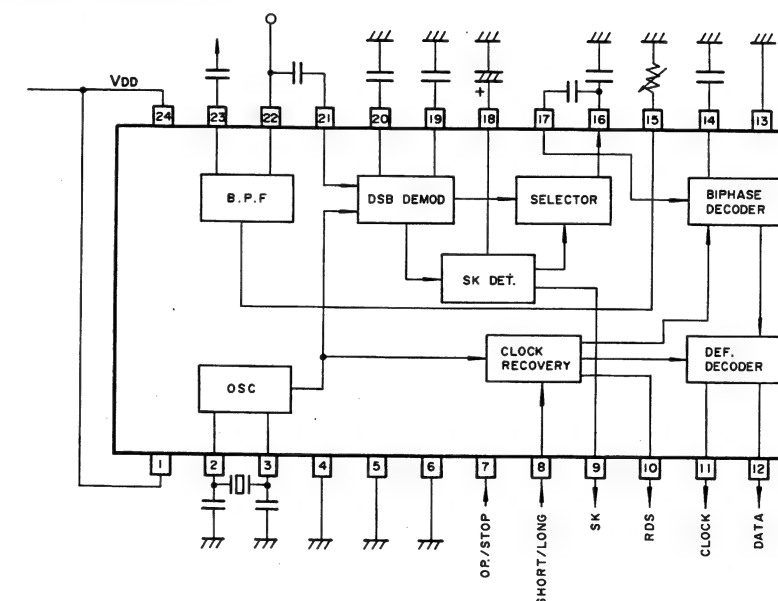 VDD
24
23
22
21
20
19
+
18
17
16
15
14
13
B.P.F
DSB DEMOD
SELECTOR
BIPHASE
DECODER
SK DET.
CLOCK
RECOVERY
DEF.
DECODER
OSC
1
2
3
4
5
6
7
8
9
10
11
12
OP./STOP
SHORT/LONG
SK
RDS
CLOCK
DATA